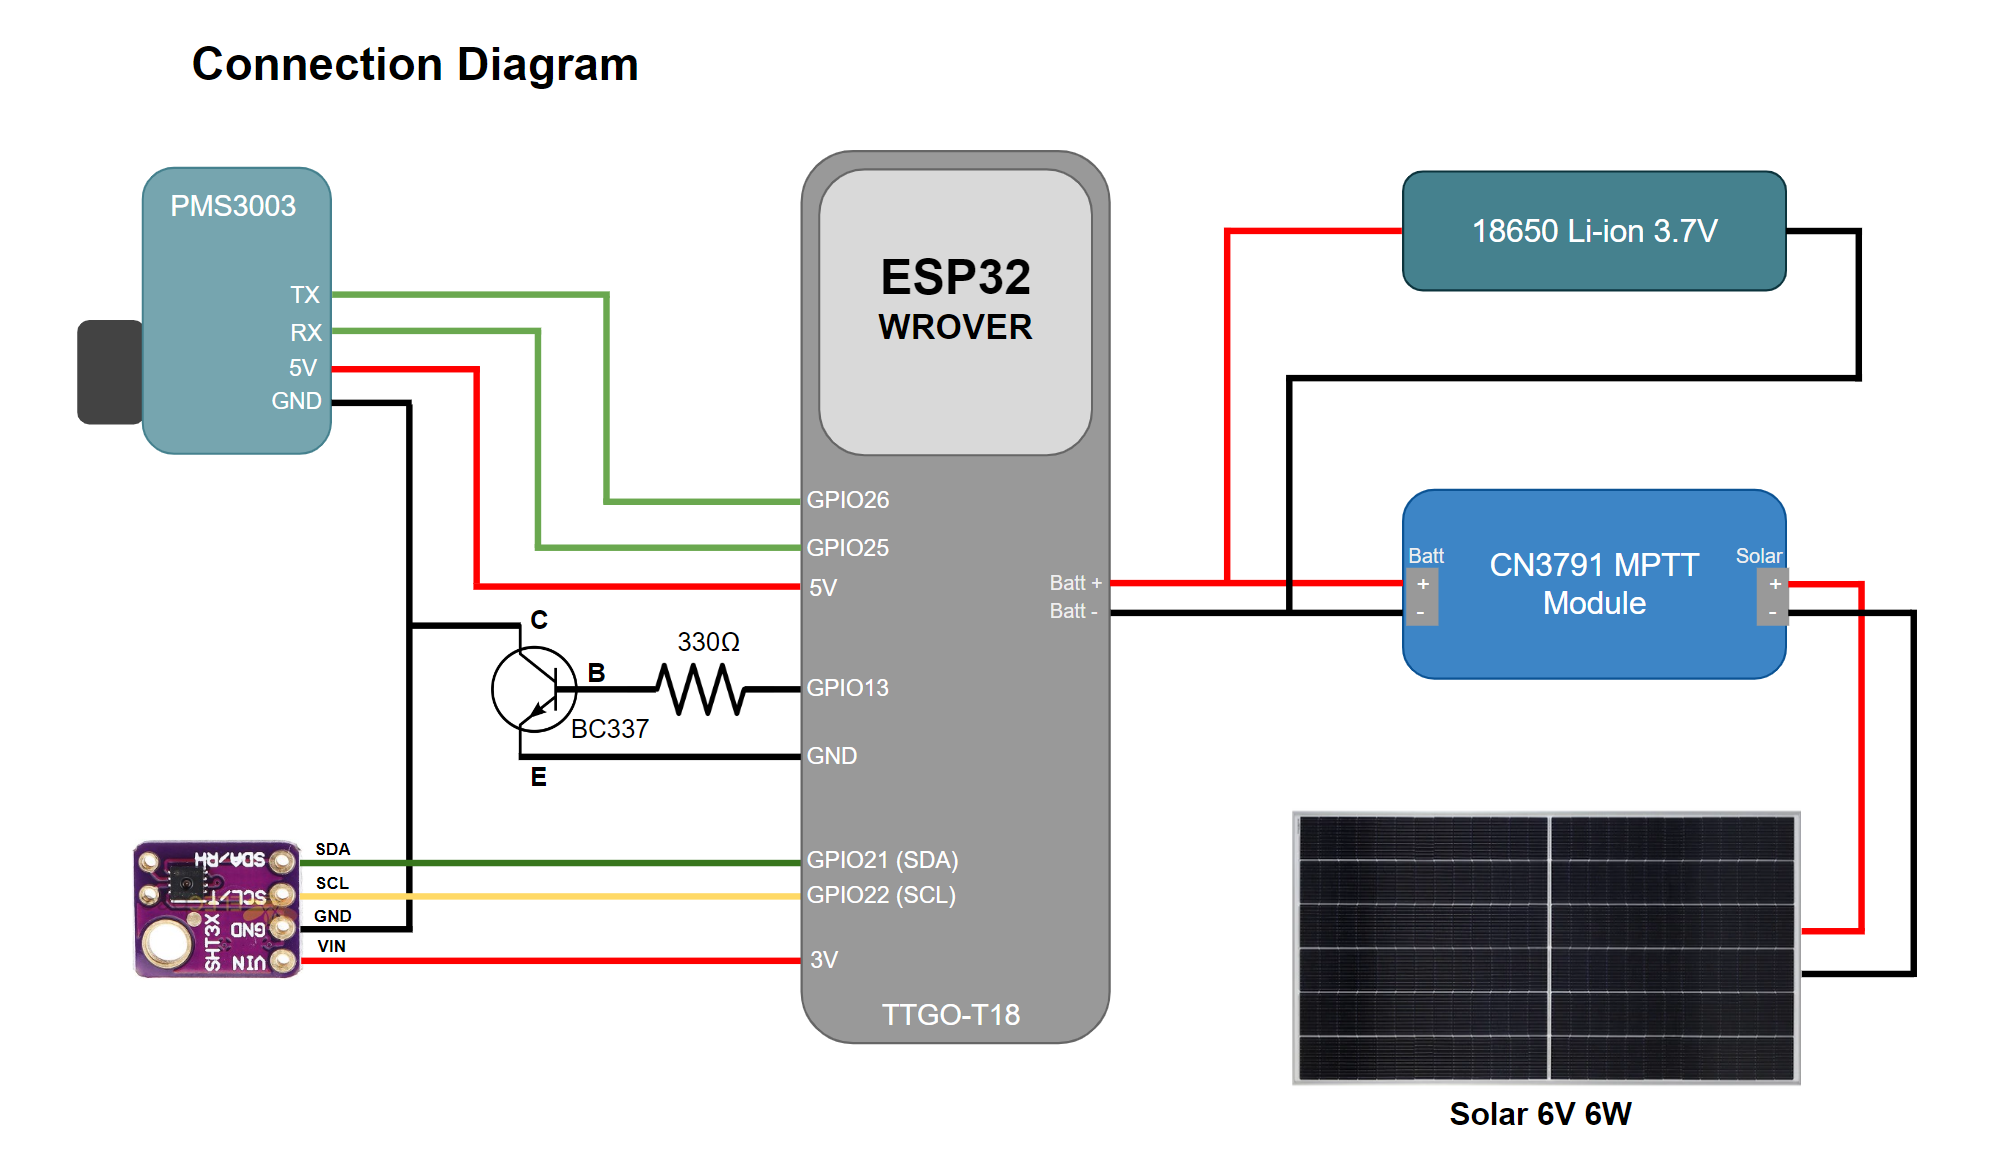 Connection Diagram
PMS3003
TX
RX
5V
GND
ESP32
WROVER
GPIO26
GPIO25
5V
GPIO13
GND
GPIO21 (SDA)
GPIO22 (SCL)
3V
TTGO-T18
Batt +
Batt -
18650 Li-ion 3.7V
Batt
+
-
CN3791 MPTT
Module
Solar
+
-
C
B
E
330Ω
BC337
SDA
SCL
GND
VIN
SDA/RH
SCL/T
GND
VIN
SHT3X
Solar 6V 6W